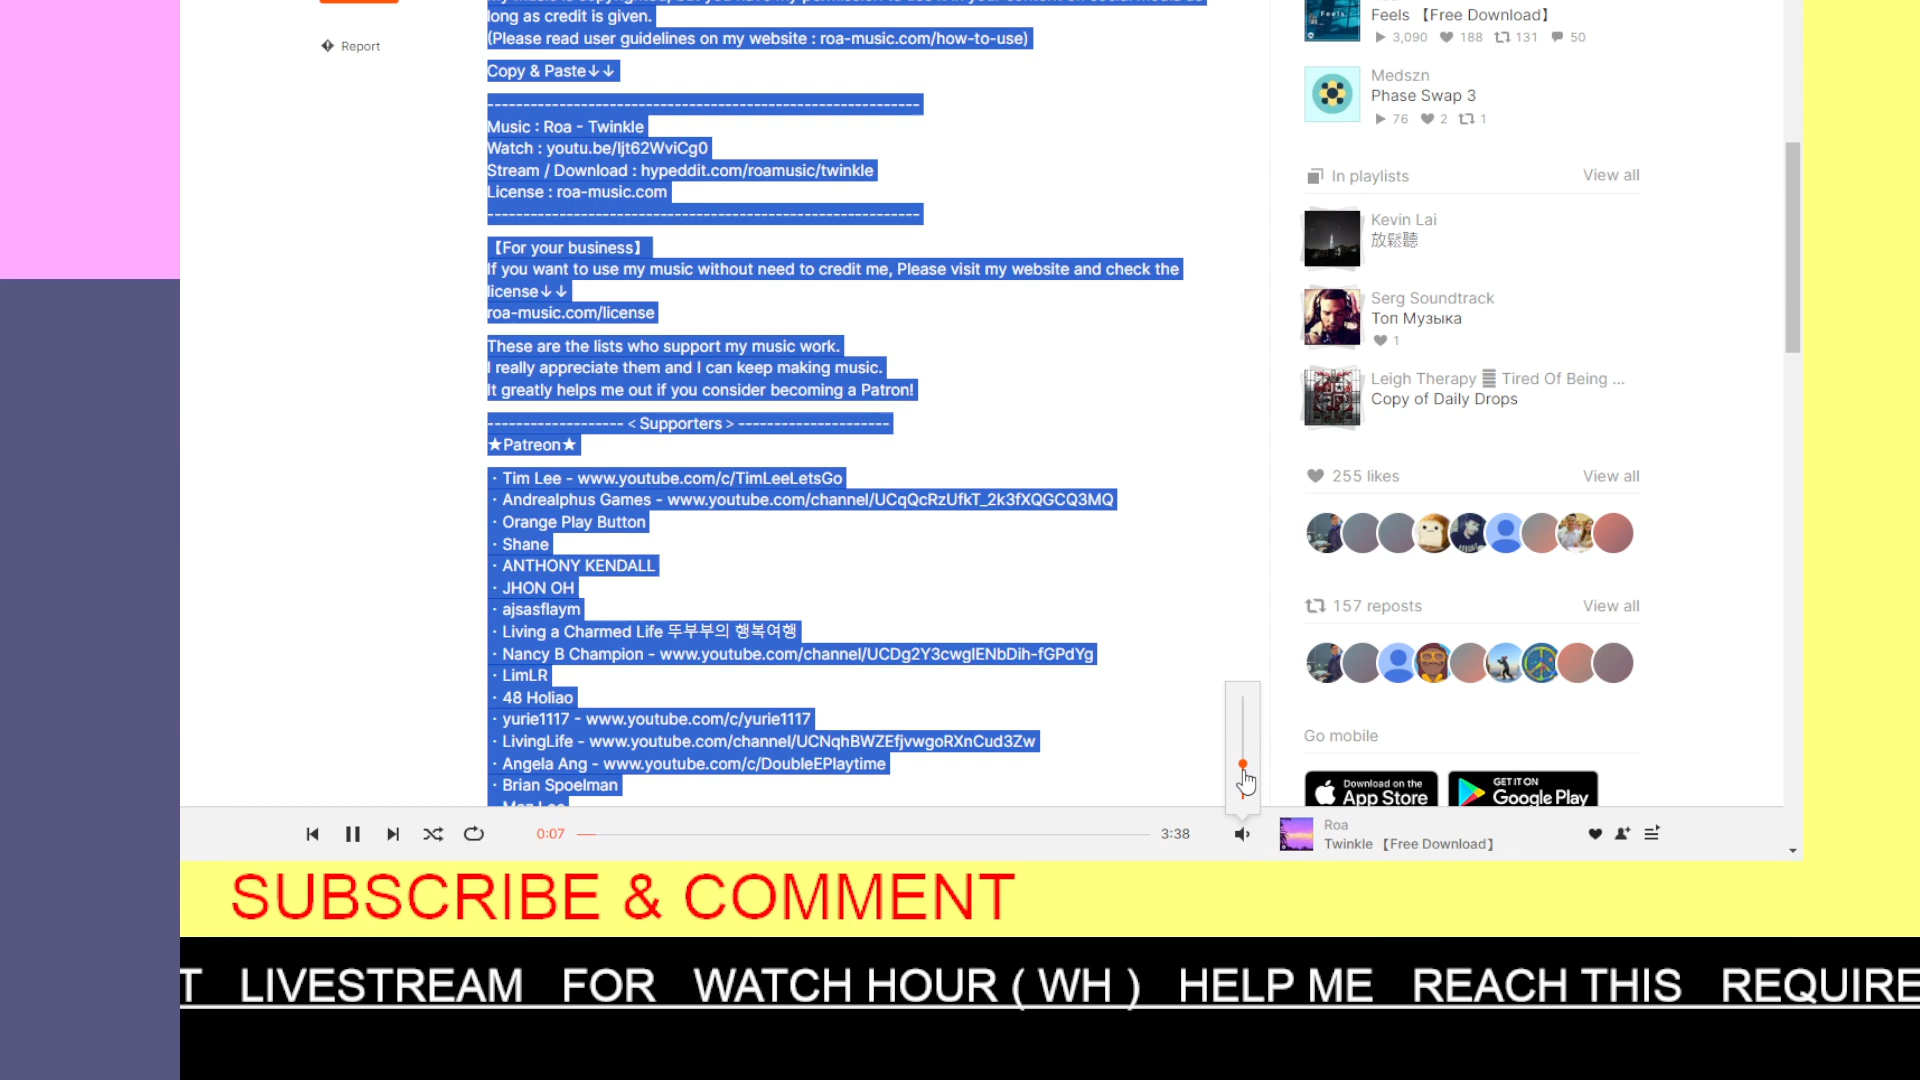 long as credit is given.
(Please read user guidelines on my website : roa-music.com/how-to-use)
Report
Copy & Paste↓↓
------------------------------------------------------------
Music : Roa - Twinkle
Watch : youtu.be/ljt62WviCg0
Stream / Download : hypeddit.com/roamusic/twinkle
License : roa-music.com
------------------------------------------------------------
【For your business】
If you want to use my music without need to credit me, Please visit my website and check the
license↓↓
roa-music.com/license
These are the lists who support my music work.
I really appreciate them and I can keep making music.
It greatly helps me out if you consider becoming a Patron!
------------------- < Supporters > ---------------------
★Patreon★
・Tim Lee - www.youtube.com/c/TimLeeLetsGo
・Andrealphus Games - www.youtube.com/channel/UCqQcRzUfkT_2k3fXQGCQ3MQ
・Orange Play Button
・Shane
・ANTHONY KENDALL
・JHON OH
・ajsasflaym
・Living a Charmed Life 뚜부부의 행복여행
・Nancy B Champion - www.youtube.com/channel/UCDg2Y3cwglENbDih-fGPdYg
・LimLR
・48 Holiao
・yurie1117 - www.youtube.com/c/yurie1117
・LivingLife - www.youtube.com/channel/UCNqhBWZEfjvwgoRXnCud3Zw
・Angela Ang - www.youtube.com/c/DoubleEPlaytime
・Brian Spoelman
Feels 【Free Download】
3,090 188 131 50
Medszn
Phase Swap 3
76 2 1
In playlists View all
Kevin Lai
放鬆聽
Serg Soundtrack
Топ Музыка
1
Leigh Therapy ䷀ Tired Of Being ...
Copy of Daily Drops
255 likes View all
157 reposts View all
Go mobile
Download on the
App Store
GET IT ON
Google Play
0:07 3:38
Roa
Twinkle 【Free Download】
SUBSCRIBE & COMMENT
T LIVESTREAM FOR WATCH HOUR ( WH ) HELP ME REACH THIS REQUIRE